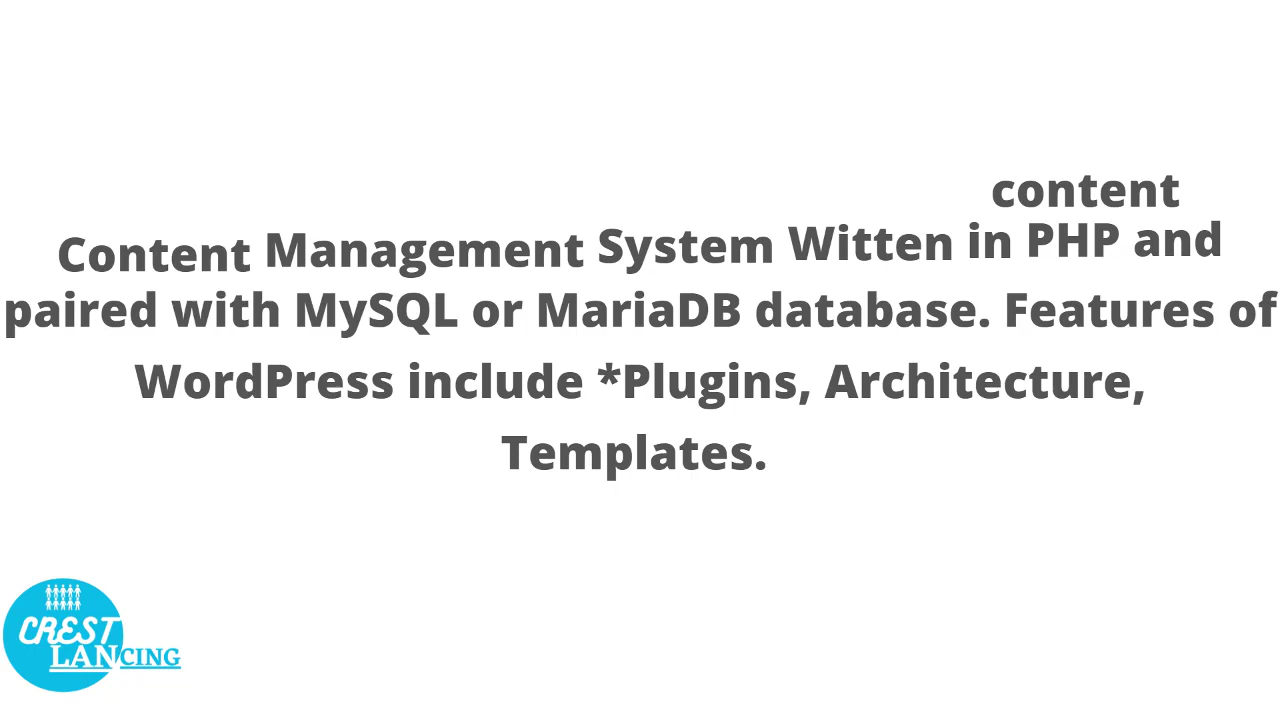 content
Content Management System Witten in PHP and
paired with MySQL or MariaDB database. Features of
WordPress include *Plugins, Architecture,
Templates.
CREST
LANCING